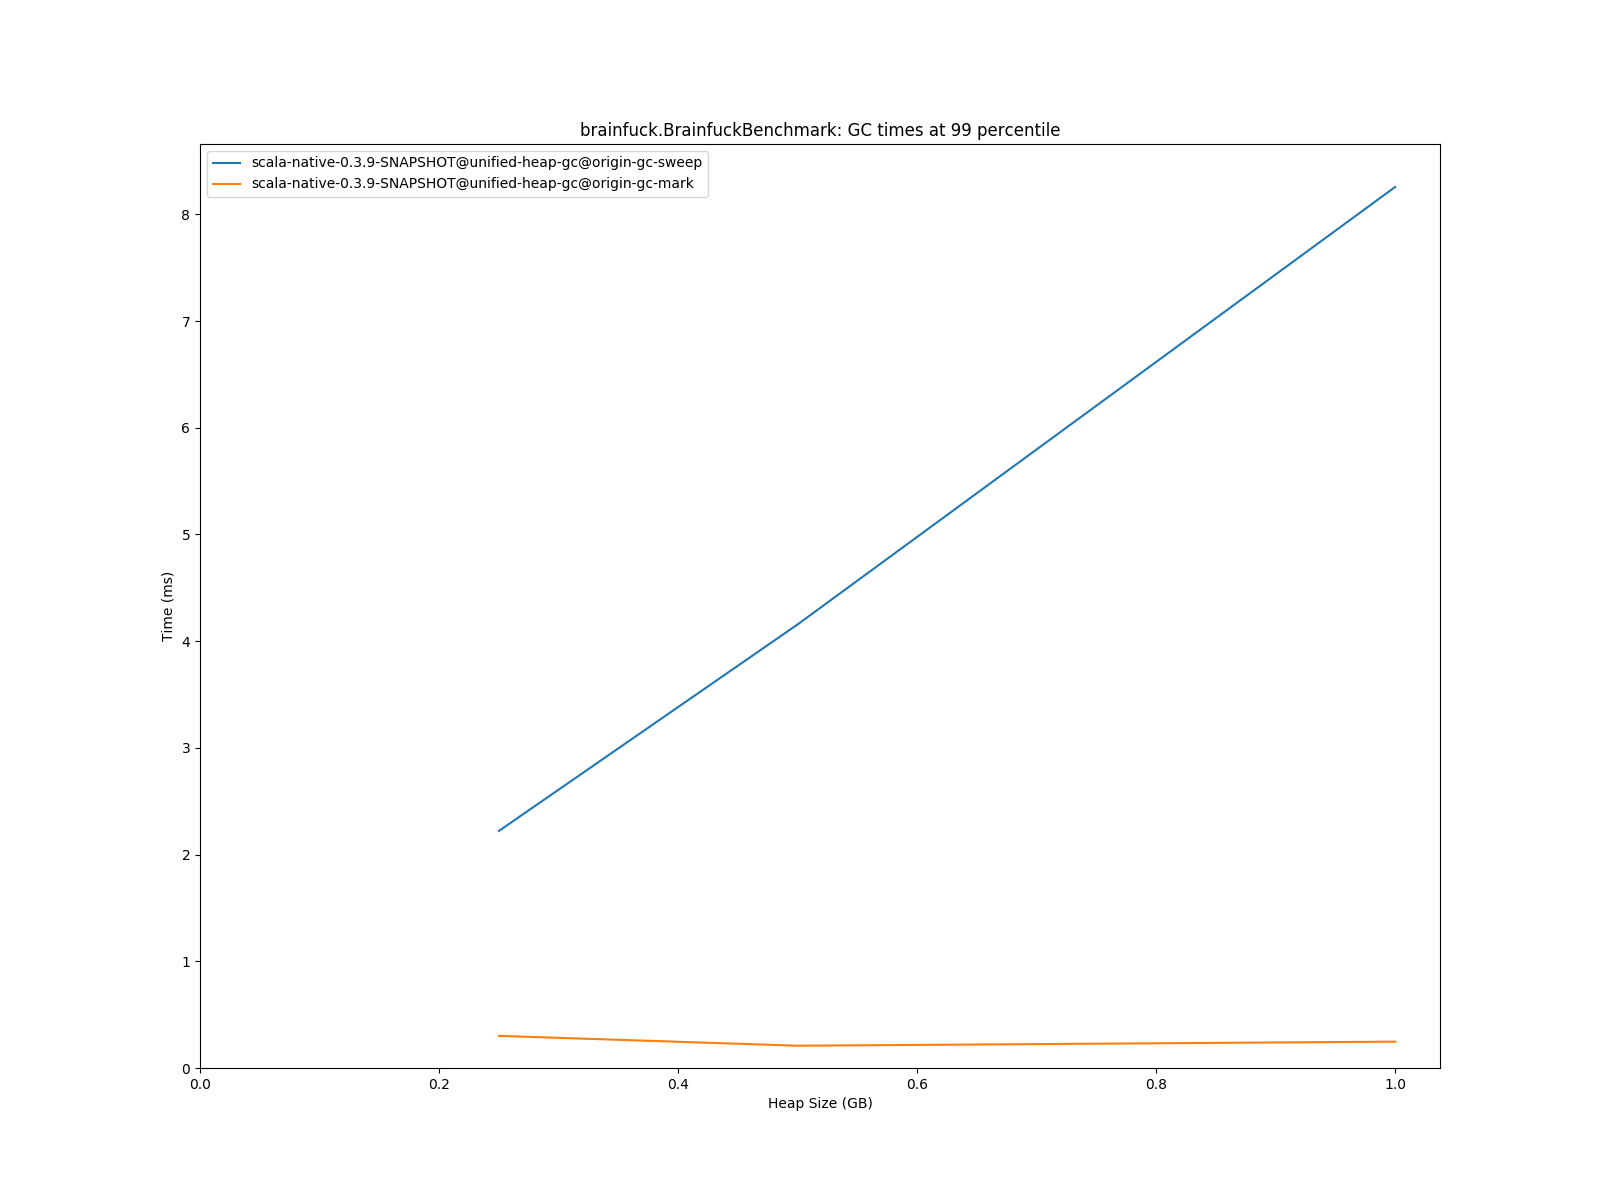 brainfuck.BrainfuckBenchmark: GC times at 99 percentile
scala-native-0.3.9-SNAPSHOT@unified-heap-gc@origin-gc-sweep
scala-native-0.3.9-SNAPSHOT@unified-heap-gc@origin-gc-mark
8
7
6
5
4
3
2
1
0
Time (ms)
0.0 0.2 0.4 0.6 0.8 1.0
Heap Size (GB)